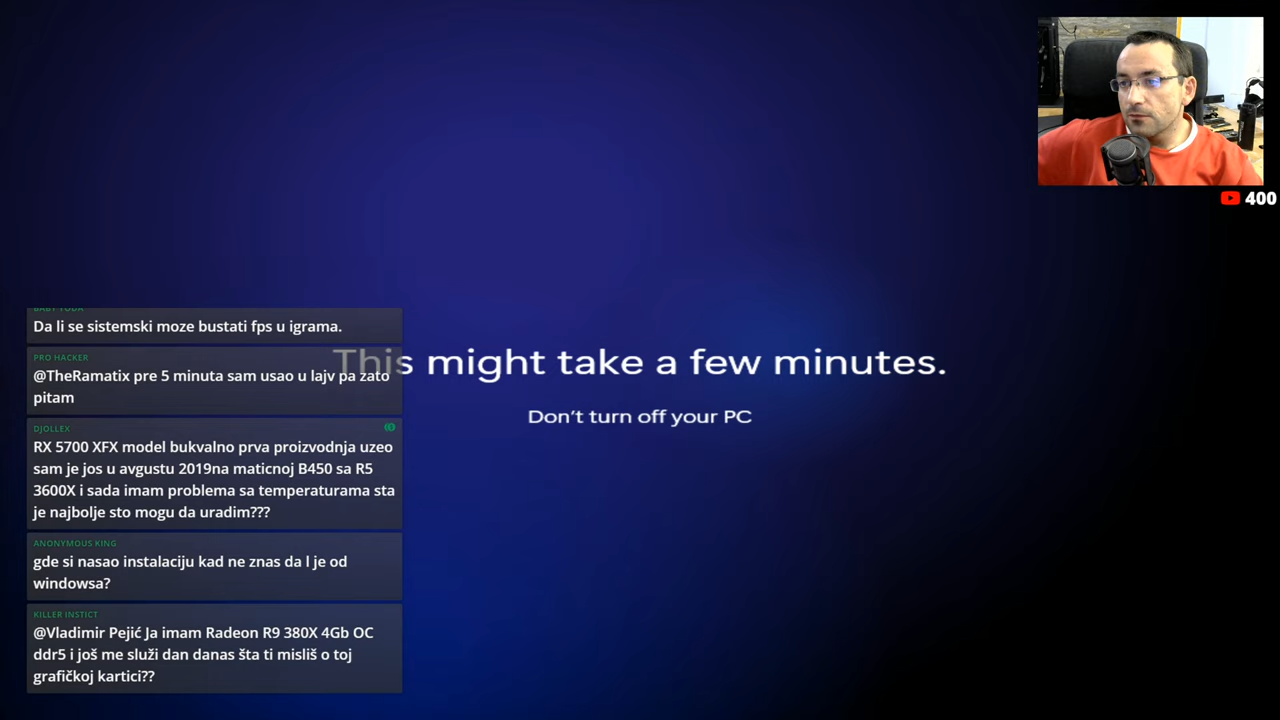 400
BABY YODA
Da li se sistemski moze bustati fps u igrama.
PRO HACKER
@TheRamatix pre 5 minuta sam usao u lajv pa zato
pitam
DJOLLEX
RX 5700 XFX model bukvalno prva proizvodnja uzeo
sam je jos u avgustu 2019na maticnoj B450 sa R5
3600X i sada imam problema sa temperaturama sta
je najbolje sto mogu da uradim???
ANONYMOUS KING
gde si nasao instalaciju kad ne znas da l je od
windowsa?
KILLER INSTICT
@Vladimir Pejić Ja imam Radeon R9 380X 4Gb OC
ddr5 i još me služi dan danas šta ti misliš o toj
grafičkoj kartici??
This might take a few minutes.
Don't turn off your PC